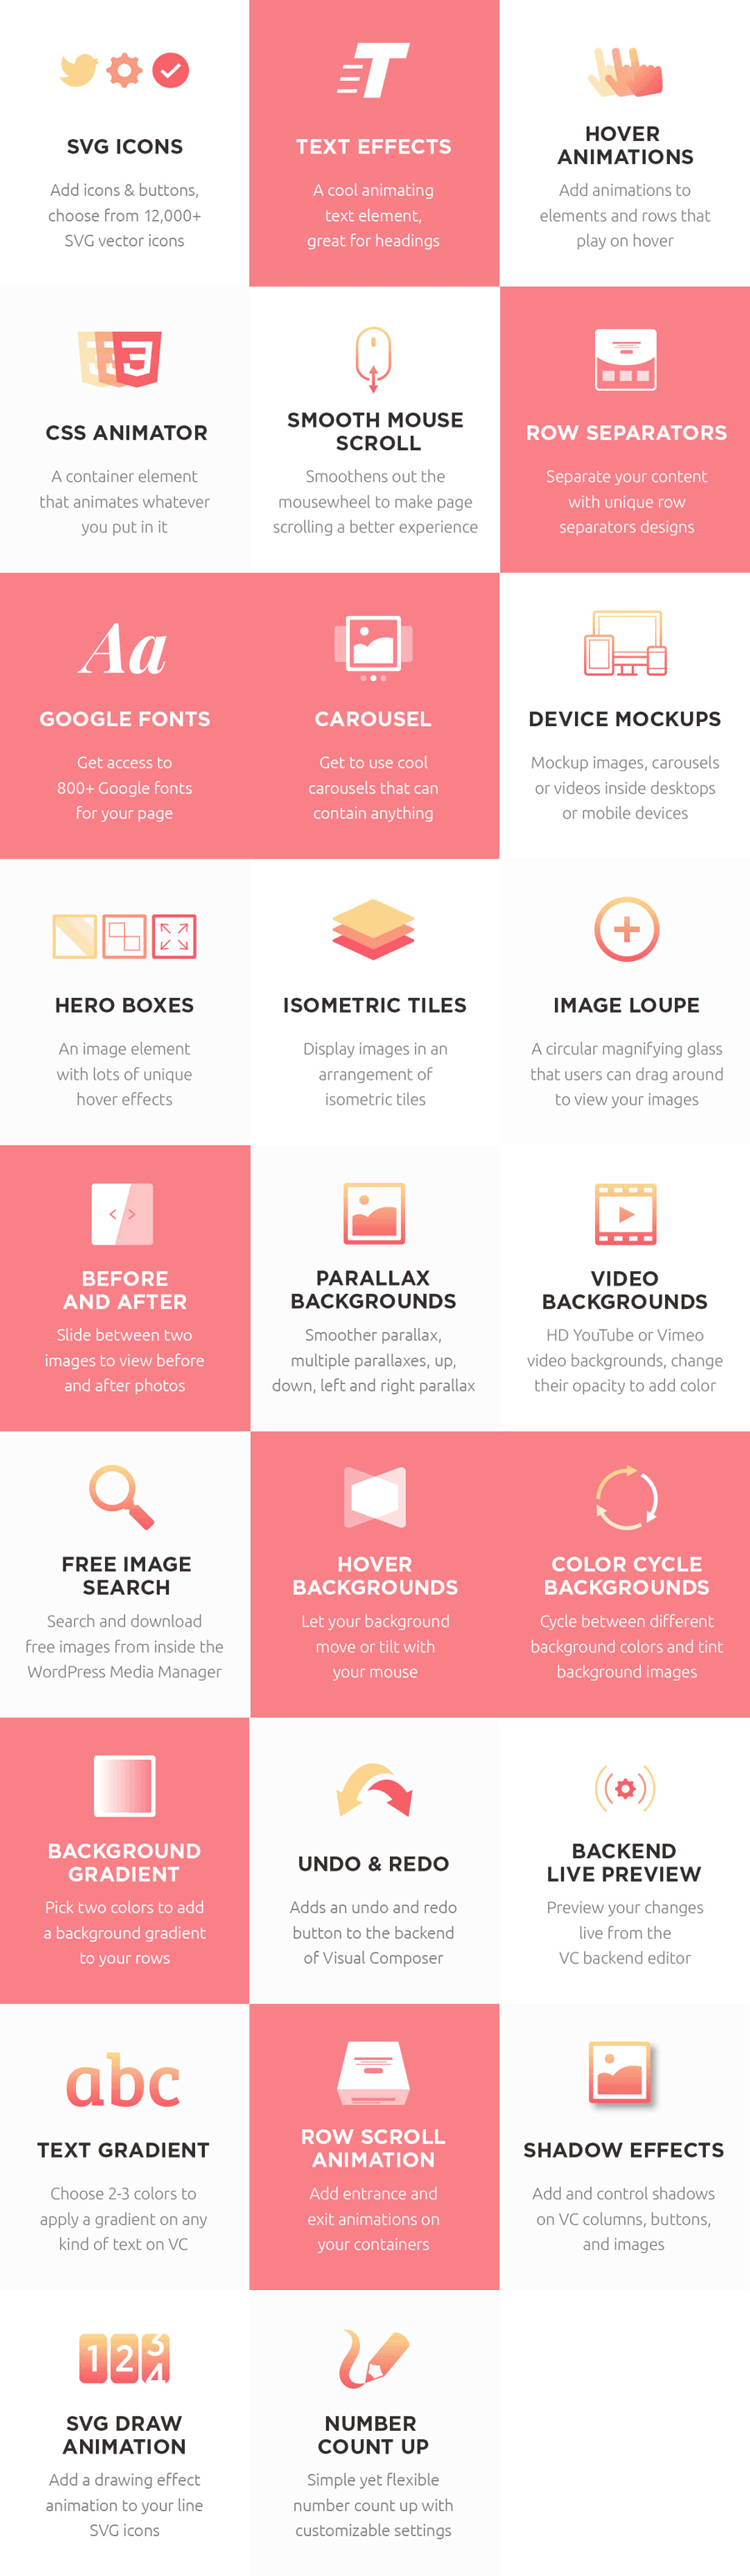 T
SVG ICONS
Add icons & buttons,
choose from 12,000+
SVG vector icons
TEXT EFFECTS
A cool animating
text element,
great for headings
HOVER
ANIMATIONS
Add animations to
elements and rows that
play on hover
3
CSS ANIMATOR
A container element
that animates whatever
you put in it
SMOOTH MOUSE
SCROLL
Smoothens out the
mousewheel to make page
scrolling a better experience
ROW SEPARATORS
Separate your content
with unique row
separators designs
Aa
GOOGLE FONTS
Get access to
800+ Google fonts
for your page
CAROUSEL
Get to use cool
carousels that can
contain anything
DEVICE MOCKUPS
Mockup images, carousels
or videos inside desktops
or mobile devices
HERO BOXES
An image element
with lots of unique
hover effects
ISOMETRIC TILES
Display images in an
arrangement of
isometric tiles
IMAGE LOUPE
A circular magnifying glass
that users can drag around
to view your images
< >
BEFORE
AND AFTER
Slide between two
images to view before
and after photos
PARALLAX
BACKGROUNDS
Smoother parallax,
multiple parallaxes, up,
down, left and right parallax
VIDEO
BACKGROUNDS
HD YouTube or Vimeo
video backgrounds, change
their opacity to add color
FREE IMAGE
SEARCH
Search and download
free images from inside the
WordPress Media Manager
HOVER
BACKGROUNDS
Let your background
move or tilt with
your mouse
COLOR CYCLE
BACKGROUNDS
Cycle between different
background colors and tint
background images
BACKGROUND
GRADIENT
Pick two colors to add
a background gradient
to your rows
UNDO & REDO
Adds an undo and redo
button to the backend
of Visual Composer
BACKEND
LIVE PREVIEW
Preview your changes
live from the
VC backend editor
abc
TEXT GRADIENT
Choose 2-3 colors to
apply a gradient on any
kind of text on VC
ROW SCROLL
ANIMATION
Add entrance and
exit animations on
your containers
SHADOW EFFECTS
Add and control shadows
on VC columns, buttons,
and images
1 2 3
4
SVG DRAW
ANIMATION
Add a drawing effect
animation to your line
SVG icons
NUMBER
COUNT UP
Simple yet flexible
number count up with
customizable settings